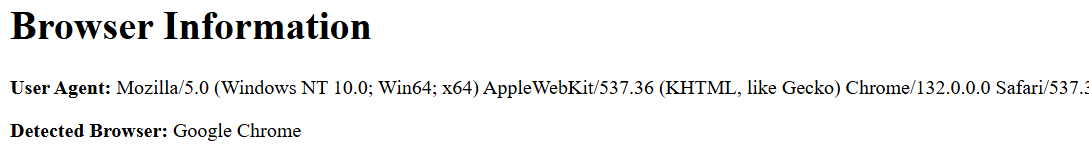 Browser Information
User Agent: Mozilla/5.0 (Windows NT 10.0; Win64; x64) AppleWebKit/537.36 (KHTML, like Gecko) Chrome/132.0.0.0 Safari/537.3
Detected Browser: Google Chrome